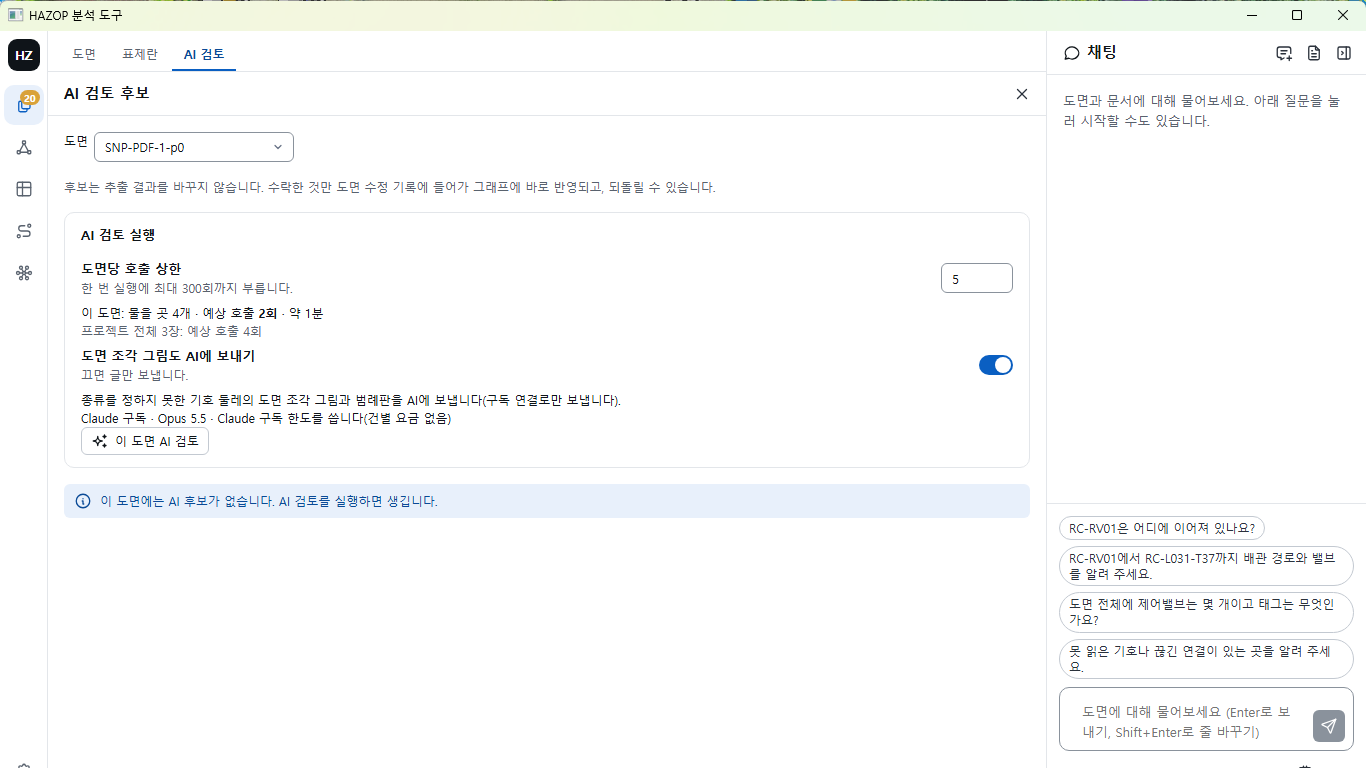 HAZOP 분석 도구
HZ
20
도면
표제란
AI 검토
AI 검토 후보
도면
SNP-PDF-1-p0
후보는 추출 결과를 바꾸지 않습니다. 수락한 것만 도면 수정 기록에 들어가 그래프에 바로 반영되고, 되돌릴 수 있습니다.
AI 검토 실행
도면당 호출 상한
한 번 실행에 최대 300회까지 부릅니다.
5
이 도면: 물을 곳 4개 · 예상 호출 2회 · 약 1분
프로젝트 전체 3장: 예상 호출 4회
도면 조각 그림도 AI에 보내기
끄면 글만 보냅니다.
종류를 정하지 못한 기호 둘레의 도면 조각 그림과 범례판을 AI에 보냅니다(구독 연결로만 보냅니다).
Claude 구독 · Opus 5.5 · Claude 구독 한도를 씁니다(건별 요금 없음)
이 도면 AI 검토
이 도면에는 AI 후보가 없습니다. AI 검토를 실행하면 생깁니다.
채팅
도면과 문서에 대해 물어보세요. 아래 질문을 눌
러 시작할 수도 있습니다.
RC-RV01은 어디에 이어져 있나요?
RC-RV01에서 RC-L031-T37까지 배관 경로와 밸브
를 알려 주세요.
도면 전체에 제어밸브는 몇 개이고 태그는 무엇인
가요?
못 읽은 기호나 끊긴 연결이 있는 곳을 알려 주세
요.
도면에 대해 물어보세요 (Enter로 보
내기, Shift+Enter로 줄 바꾸기)